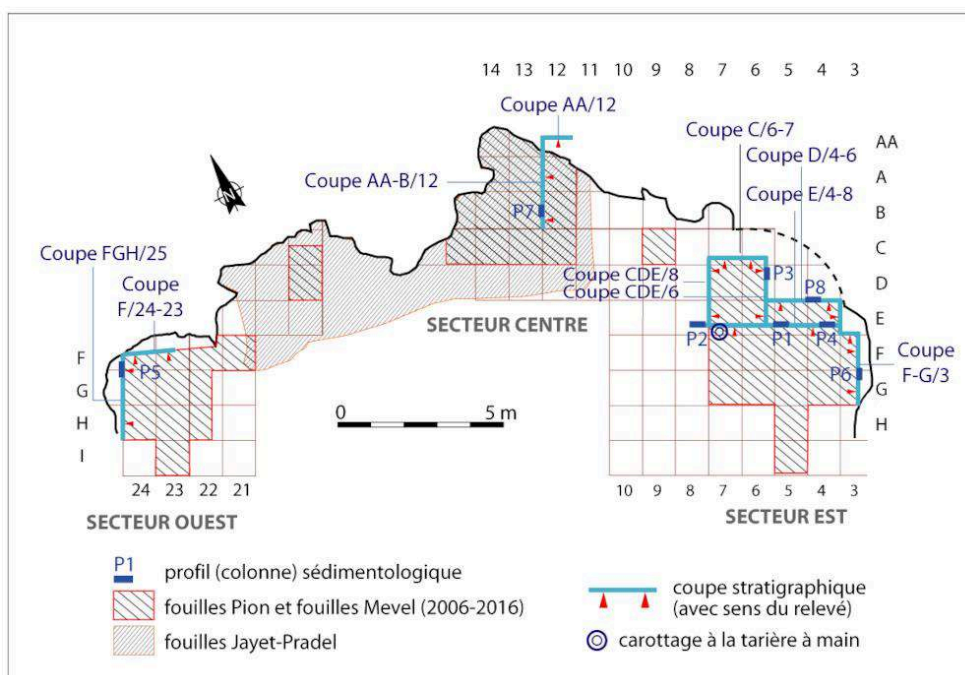 14 13 12 11 10 9 8 7 6 5 4 3
Coupe AA/12
Coupe C/6-7
AA
Coupe D/4-6
N
Coupe AA-B/12
A
Coupe E/4-8
P7
B
Coupe FGH/25
C
Coupe CDE/8
P3
D
Coupe
F/24-23
Coupe CDE/6
P8
E
SECTEUR CENTRE
P2
P1
P4
F
P5
F
Coupe
F-G/3
G
P6
G
0 5 m
H
H
I
24 23 22 21
10 9 8 7 6 5 4 3
SECTEUR OUEST
SECTEUR EST
P1
profil (colonne) sédimentologique
fouilles Pion et fouilles Mevel (2006-2016)
fouilles Jayet-Pradel
coupe stratigraphique
(avec sens du relevé)
carottage à la tarière à main